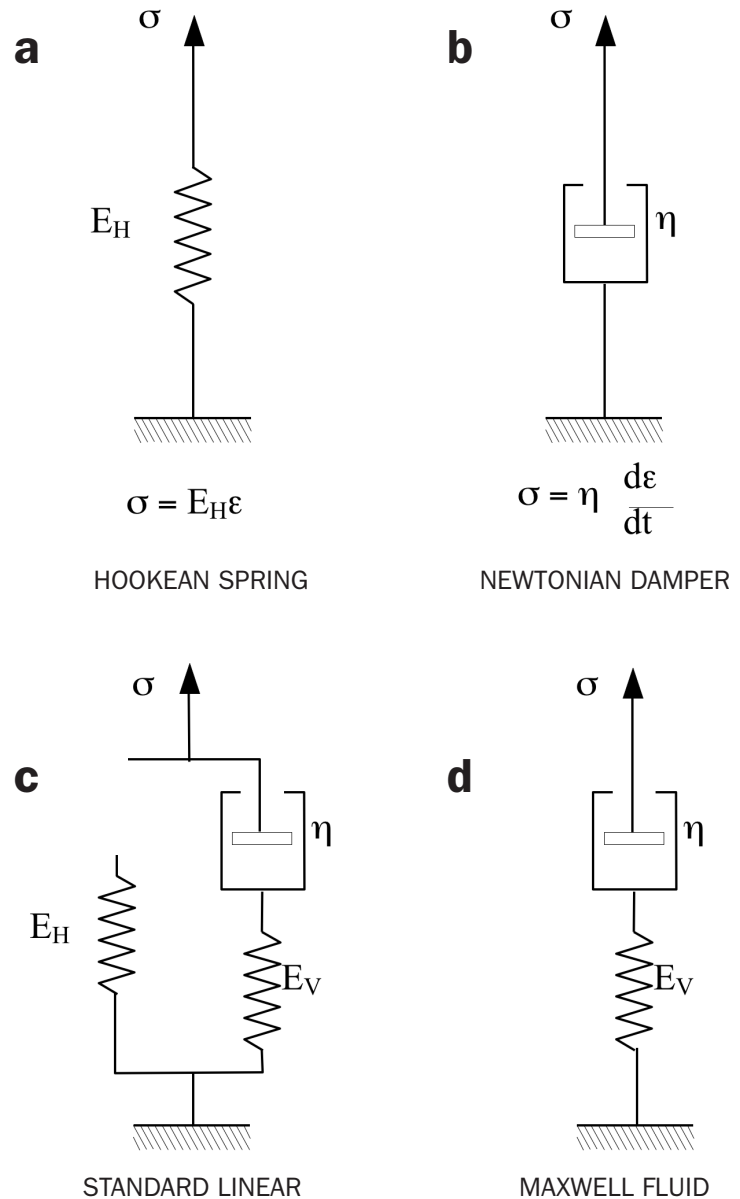 σ
σ
a
b
E_H
η
σ = E_Hε
σ = η dε
dt
HOOKEAN SPRING
NEWTONIAN DAMPER
σ
σ
c
d
η
η
E_H
E_V
E_V
STANDARD LINEAR
MAXWELL FLUID